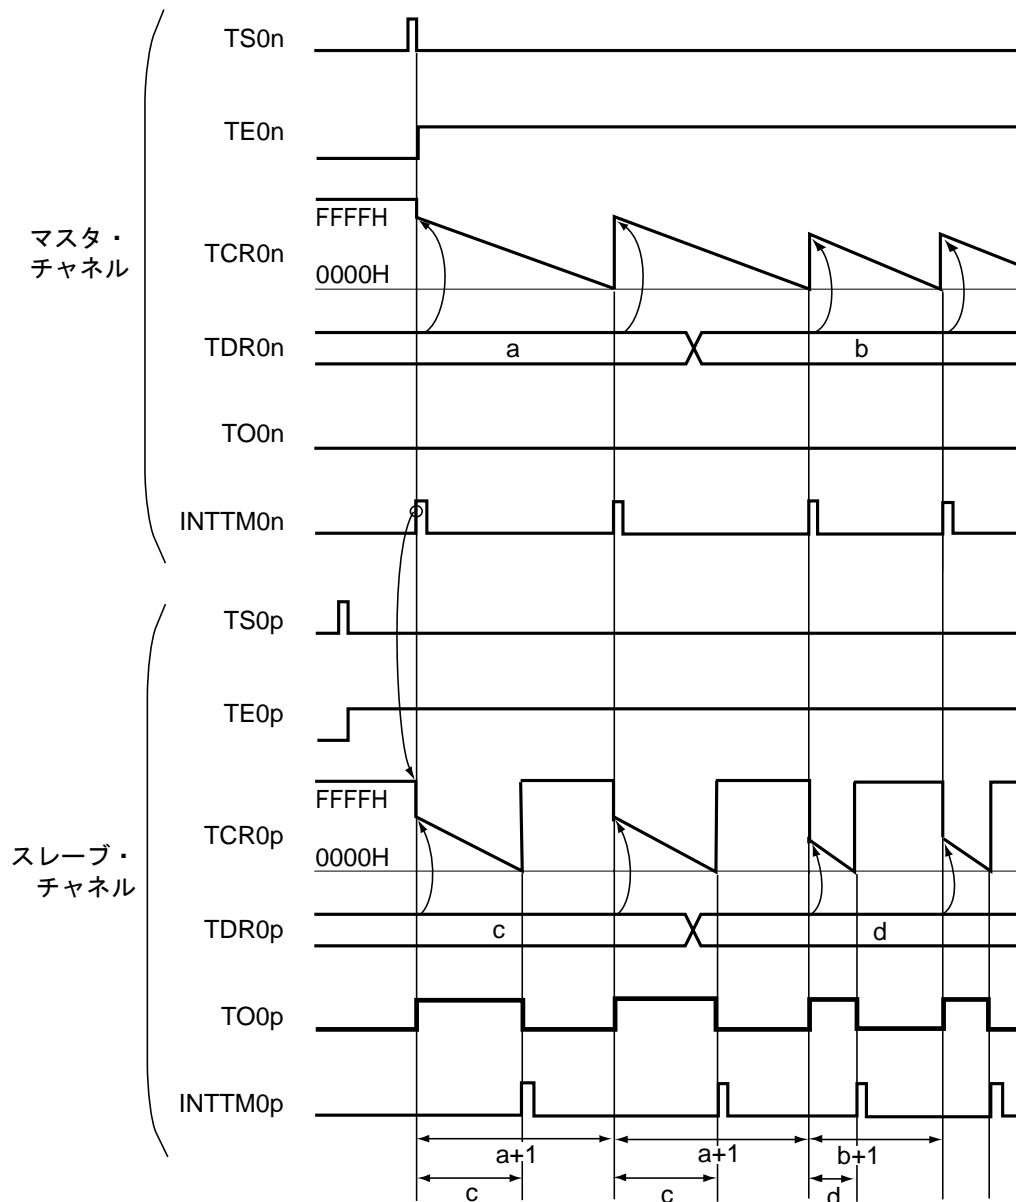 マスタ・
チャネル
TS0n
TE0n
FFFFH
TCR0n
0000H
TDR0n
a
b
TO0n
INTTM0n
スレーブ・
チャネル
TS0p
TE0p
FFFFH
TCR0p
0000H
TDR0p
c
d
TO0p
INTTM0p
a+1
a+1
b+1
c
c
d